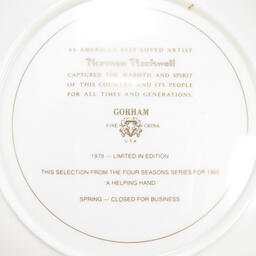 AS AMERICA'S BEST LOVED ARTIST
Norman Rockwell
CAPTURED THE WARMTH AND SPIRIT
OF THIS COUNTRY AND ITS PEOPLE
FOR ALL TIMES AND GENERATIONS.
GORHAM
FINE CHINA
U.S.A
1979 — LIMITED IN EDITION
THIS SELECTION FROM THE FOUR SEASONS SERIES FOR
'A HELPING HAND'
SPRING — CLOSED FOR BUSINESS